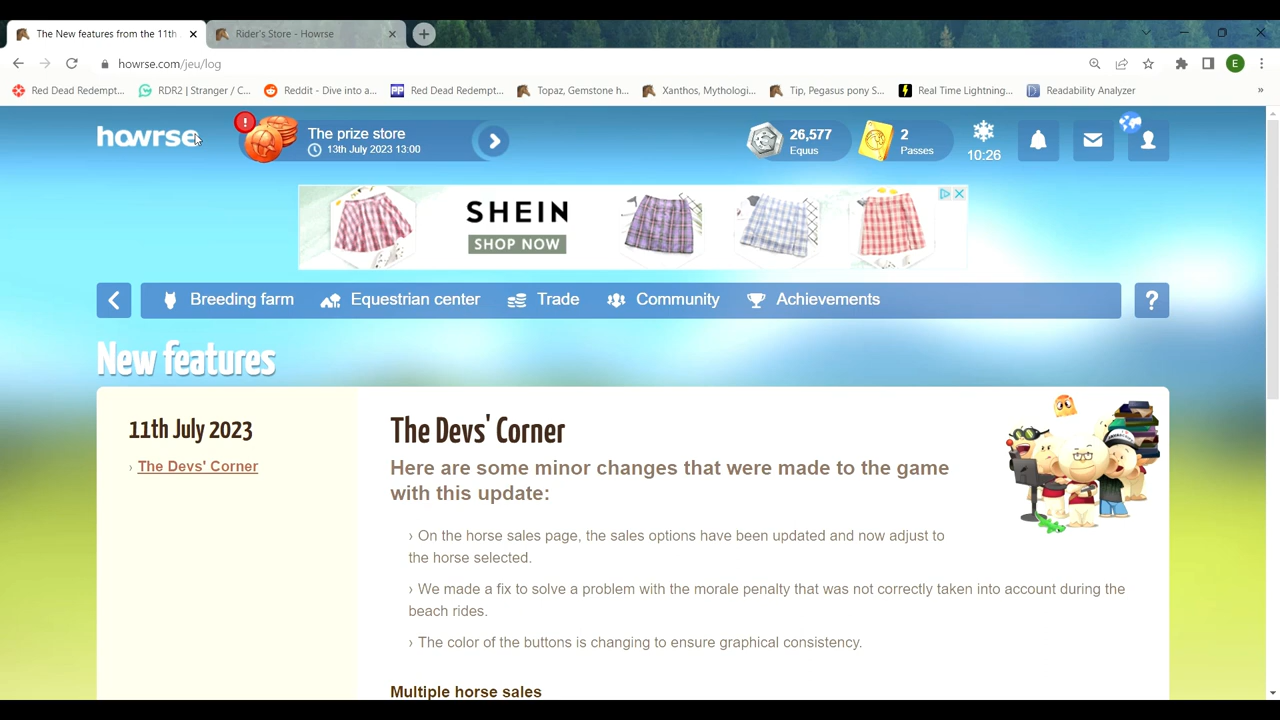 The New features from the 11th
Rider's Store - Howrse
howrse.com/jeu/log
E
Red Dead Redempt...
RDR2 | Stranger / C...
Reddit - Dive into a...
Red Dead Redempt...
Topaz, Gemstone h...
Xanthos, Mythologi...
Tip, Pegasus pony S...
Real Time Lightning...
Readability Analyzer
»
howrse
The prize store
13th July 2023 13:00
26,577
Equus
2
Passes
10:26
SHEIN
SHOP NOW
Breeding farm
Equestrian center
Trade
Community
Achievements
?
New features
11th July 2023
› The Devs' Corner
The Devs' Corner
Here are some minor changes that were made to the game
with this update:
› On the horse sales page, the sales options have been updated and now adjust to
the horse selected.
› We made a fix to solve a problem with the morale penalty that was not correctly taken into account during the
beach rides.
› The color of the buttons is changing to ensure graphical consistency.
Multiple horse sales